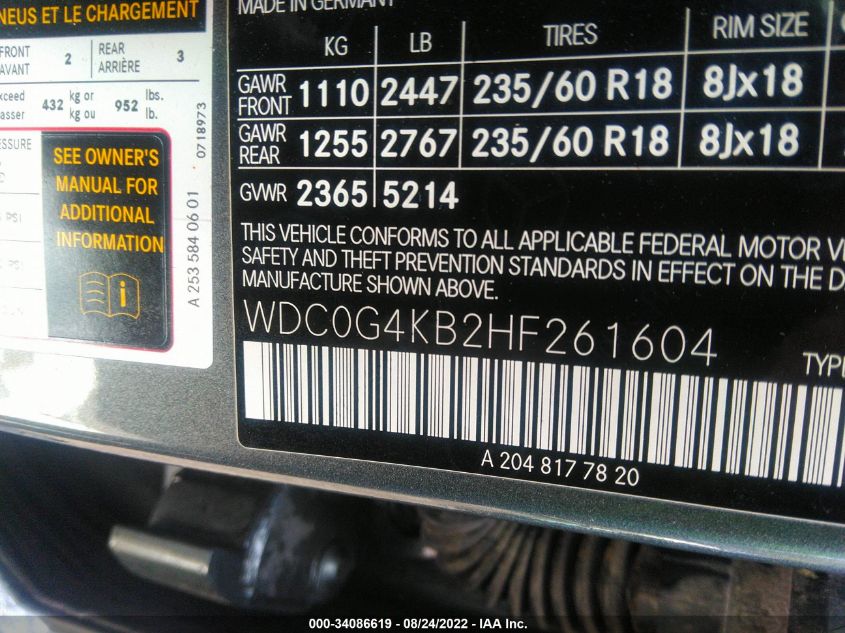 NEUS ET LE CHARGEMENT
FRONT 2 REAR 3
AVANT ARRIÈRE
432 kg or 952 lbs.
kg ou lb.
0718973
SEE OWNER'S
MANUAL FOR
ADDITIONAL
INFORMATION
i
A 253 584 06 01
MADE IN GERMANY
KG LB TIRES RIM SIZE
GAWR FRONT 1110 2447 235/60 R18 8Jx18
GAWR REAR 1255 2767 235/60 R18 8Jx18
GVWR 2365 5214
THIS VEHICLE CONFORMS TO ALL APPLICABLE FEDERAL MOTOR
SAFETY AND THEFT PREVENTION STANDARDS IN EFFECT ON THE
MANUFACTURE SHOWN ABOVE.
WDC0G4KB2HF261604
TYPE
A 204 817 78 20
000-34086619 - 08/24/2022 - IAA Inc.